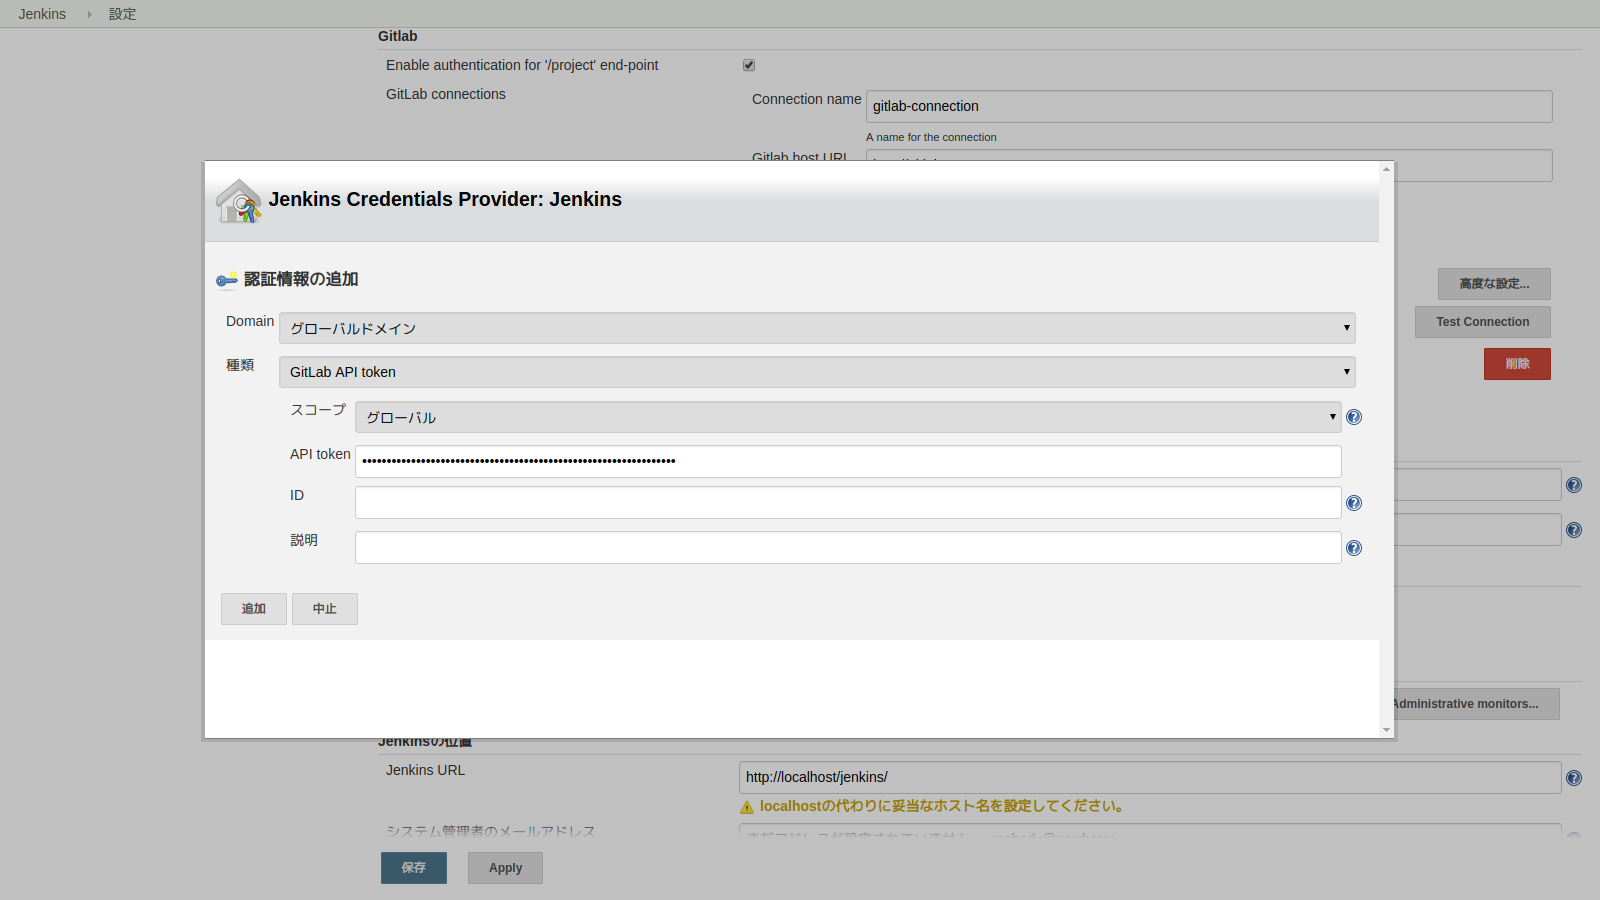 Jenkins 設定
Gitlab
Enable authentication for '/project' end-point
GitLab connections
Connection name
gitlab-connection
A name for the connection
Gitlab host URL
Jenkins Credentials Provider: Jenkins
認証情報の追加
Domain
グローバルドメイン
種類
GitLab API token
スコープ
グローバル
API token
••••••••••••••••••••••••••••••••••••••••••••••••••••••••••••••••
ID
説明
追加
中止
高度な設定...
Test Connection
削除
Administrative monitors...
Jenkinsの位置
Jenkins URL
http://localhost/jenkins/
localhostの代わりに妥当なホスト名を設定してください。
システム管理者のメールアドレス
保存
Apply